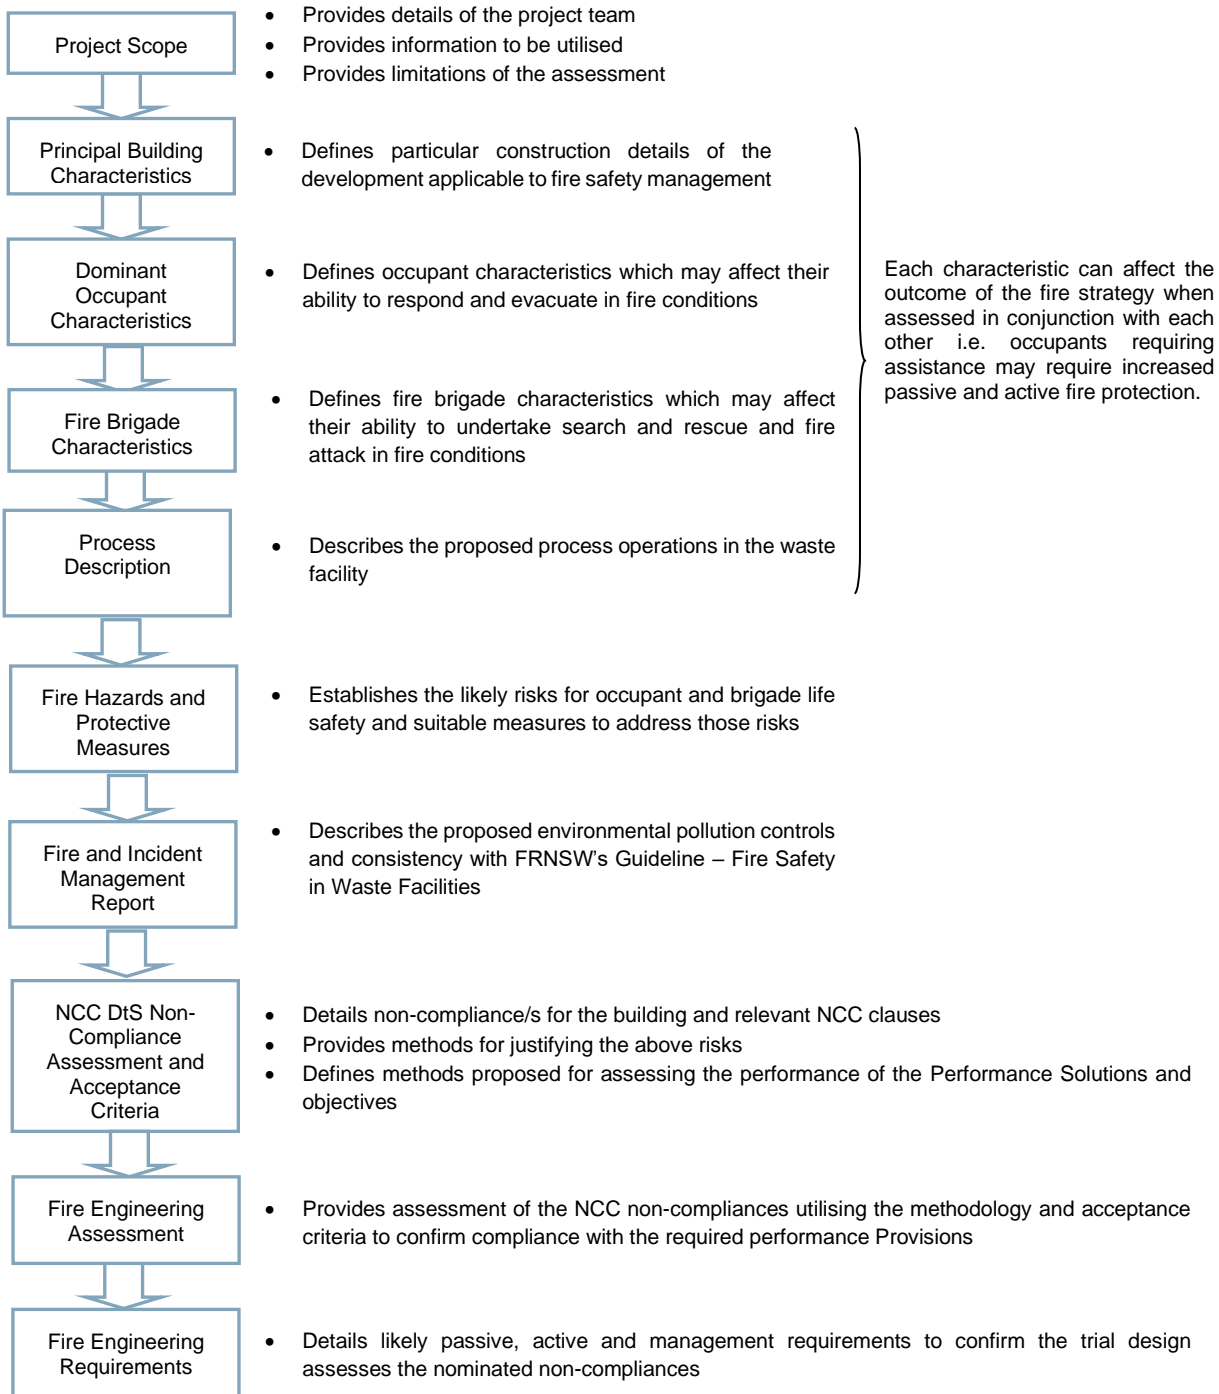 Project Scope
• Provides details of the project team
• Provides information to be utilised
• Provides limitations of the assessment
Principal Building
Characteristics
• Defines particular construction details of the
development applicable to fire safety management
Dominant
Occupant
Characteristics
• Defines occupant characteristics which may affect their
ability to respond and evacuate in fire conditions
Fire Brigade
Characteristics
• Defines fire brigade characteristics which may affect
their ability to undertake search and rescue and fire
attack in fire conditions
Process
Description
• Describes the proposed process operations in the waste
facility
Each characteristic can affect the
outcome of the fire strategy when
assessed in conjunction with each
other i.e. occupants requiring
assistance may require increased
passive and active fire protection.
Fire Hazards and
Protective
Measures
• Establishes the likely risks for occupant and brigade life
safety and suitable measures to address those risks
Fire and Incident
Management
Report
• Describes the proposed environmental pollution controls
and consistency with FRNSW's Guideline – Fire Safety
in Waste Facilities
NCC DtS Non-
Compliance
Assessment and
Acceptance
Criteria
• Details non-compliance/s for the building and relevant NCC clauses
• Provides methods for justifying the above risks
• Defines methods proposed for assessing the performance of the Performance Solutions and
objectives
Fire Engineering
Assessment
• Provides assessment of the NCC non-compliances utilising the methodology and acceptance
criteria to confirm compliance with the required performance Provisions
Fire Engineering
Requirements
• Details likely passive, active and management requirements to confirm the trial design
assesses the nominated non-compliances